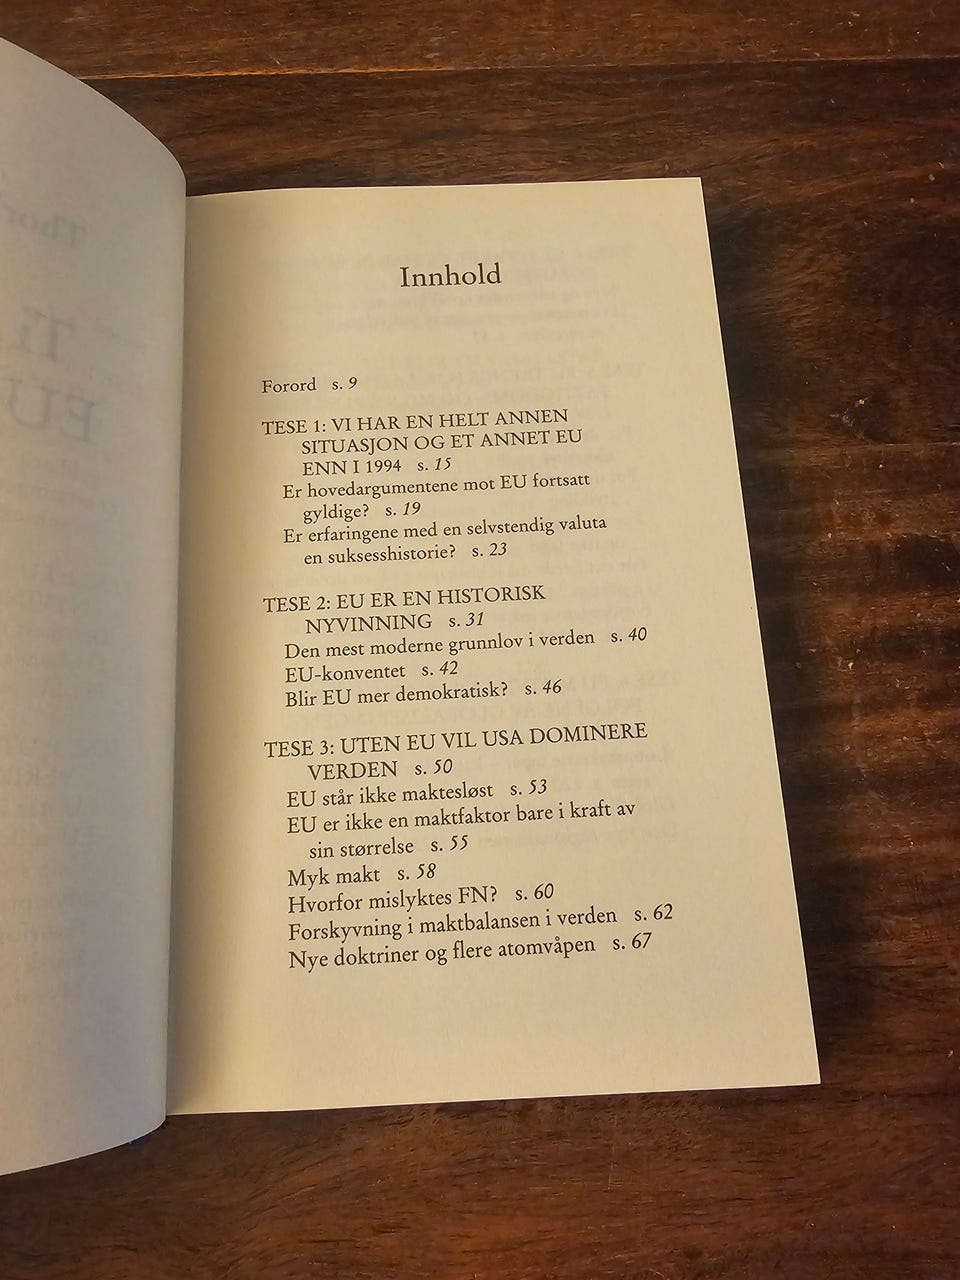 Innhold
Forord s. 9
TESE 1: VI HAR EN HELT ANNEN
SITUASJON OG ET ANNET EU
ENN I 1994 s. 15
Er hovedargumentene mot EU fortsatt
gyldige? s. 19
Er erfaringene med en selvstendig valuta
en suksesshistorie? s. 23
TESE 2: EU ER EN HISTORISK
NYVINNING s. 31
Den mest moderne grunnlov i verden s. 40
EU-konventet s. 42
Blir EU mer demokratisk? s. 46
TESE 3: UTEN EU VIL USA DOMINERE
VERDEN s. 50
EU står ikke maktesløst s. 53
EU er ikke en maktfaktor bare i kraft av
sin størrelse s. 55
Myk makt s. 58
Hvorfor mislyktes FN? s. 60
Forskyvning i maktbalansen i verden s. 62
Nye doktriner og flere atomvåpen s. 67